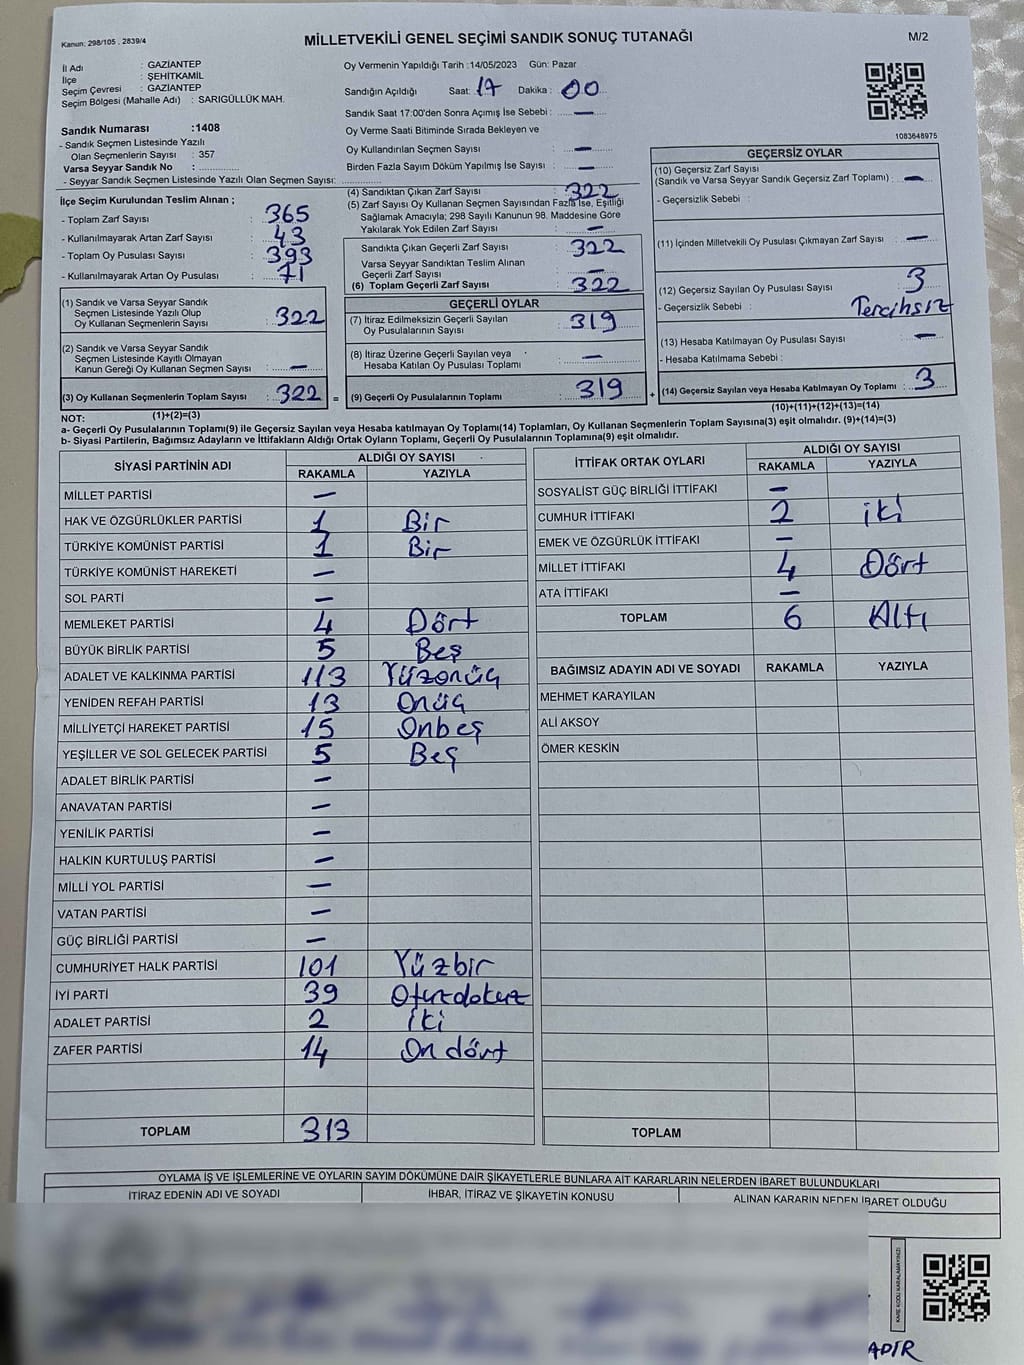 Kanun: 298/105 . 2839/4
MİLLETVEKİLİ GENEL SEÇİMİ SANDIK SONUÇ TUTANAĞI
M/2
İl Adı : GAZİANTEP
İlçe : ŞEHİTKAMİL
Seçim Çevresi : GAZİANTEP
Seçim Bölgesi (Mahalle Adı) : SARIGÜLLÜK MAH.
Sandık Numarası :1408
- Sandık Seçmen Listesinde Yazılı
Olan Seçmenlerin Sayısı : 357
Varsa Seyyar Sandık No :
- Seyyar Sandık Seçmen Listesinde Yazılı Olan Seçmen Sayısı:
Oy Vermenin Yapıldığı Tarih :14/05/2023 Gün: Pazar
Sandığın Açıldığı Saat: 17 Dakika : 00
Sandık Saat 17:00'den Sonra Açımış İse Sebebi : —
Oy Verme Saati Bitiminde Sırada Bekleyen ve
Oy Kullandırılan Seçmen Sayısı : —
Birden Fazla Sayım Döküm Yapılmış İse Sayısı : —
1083648975
İlçe Seçim Kurulundan Teslim Alınan ;
- Toplam Zarf Sayısı : 365
- Kullanılmayarak Artan Zarf Sayısı : 43
- Toplam Oy Pusulası Sayısı : 393
- Kullanılmayarak Artan Oy Pusulası : 71
(1) Sandık ve Varsa Seyyar Sandık
Seçmen Listesinde Yazılı Olup
Oy Kullanan Seçmenlerin Sayısı : 322
(2) Sandık ve Varsa Seyyar Sandık
Seçmen Listesinde Kayıtlı Olmayan
Kanun Gereği Oy Kullanan Seçmen Sayısı : —
(3) Oy Kullanan Seçmenlerin Toplam Sayısı : 322 =
(4) Sandıktan Çıkan Zarf Sayısı : 322
(5) Zarf Sayısı Oy Kullanan Seçmen Sayısından Fazla İse, Eşitliği
Sağlamak Amacıyla; 298 Sayılı Kanunun 98. Maddesine Göre
Yakılarak Yok Edilen Zarf Sayısı : —
Sandıkta Çıkan Geçerli Zarf Sayısı : 322
Varsa Seyyar Sandıktan Teslim Alınan
Geçerli Zarf Sayısı : —
(6) Toplam Geçerli Zarf Sayısı : 322
GEÇERLİ OYLAR
(7) İtiraz Edilmeksizin Geçerli Sayılan
Oy Pusulalarının Sayısı : 319
(8) İtiraz Üzerine Geçerli Sayılan veya
Hesaba Katılan Oy Pusulası Toplamı : —
(9) Geçerli Oy Pusulalarının Toplamı : 319 +
GEÇERSİZ OYLAR
(10) Geçersiz Zarf Sayısı
(Sandık ve Varsa Seyyar Sandık Geçersiz Zarf Toplamı) : —
- Geçersizlik Sebebi :
(11) İçinden Milletvekili Oy Pusulası Çıkmayan Zarf Sayısı : —
(12) Geçersiz Sayılan Oy Pusulası Sayısı : 3
- Geçersizlik Sebebi : Tercihsiz
(13) Hesaba Katılmayan Oy Pusulası Sayısı : —
- Hesaba Katılmama Sebebi :
(14) Geçersiz Sayılan veya Hesaba Katılmayan Oy Toplamı : 3
NOT: (1)+(2)=(3)
(10)+(11)+(12)+(13)=(14)
a- Geçerli Oy Pusulalarının Toplamı(9) ile Geçersiz Sayılan veya Hesaba katılmayan Oy Toplamı(14) Toplamları, Oy Kullanan Seçmenlerin Toplam Sayısına(3) eşit olmalıdır. (9)+(14)=(3)
b- Siyasi Partilerin, Bağımsız Adayların ve İttifakların Aldığı Ortak Oyların Toplamı, Geçerli Oy Pusulalarının Toplamına(9) eşit olmalıdır.
SİYASİ PARTİNİN ADI ALDIĞI OY SAYISI
RAKAMLA YAZIYLA
MİLLET PARTİSİ —
HAK VE ÖZGÜRLÜKLER PARTİSİ 1 Bir
TÜRKİYE KOMÜNİST PARTİSİ 1 Bir
TÜRKİYE KOMÜNİST HAREKETİ —
SOL PARTİ —
MEMLEKET PARTİSİ 4 Dört
BÜYÜK BİRLİK PARTİSİ 5 Beş
ADALET VE KALKINMA PARTİSİ 113 Yüzonüç
YENİDEN REFAH PARTİSİ 13 Onüç
MİLLİYETÇİ HAREKET PARTİSİ 15 Onbeş
YEŞİLLER VE SOL GELECEK PARTİSİ 5 Beş
ADALET BİRLİK PARTİSİ —
ANAVATAN PARTİSİ —
YENİLİK PARTİSİ —
HALKIN KURTULUŞ PARTİSİ —
MİLLİ YOL PARTİSİ —
VATAN PARTİSİ —
GÜÇ BİRLİĞİ PARTİSİ —
CUMHURİYET HALK PARTİSİ 101 Yüzbir
İYİ PARTİ 39 Otuzdokuz
ADALET PARTİSİ 2 iki
ZAFER PARTİSİ 14 On dört
TOPLAM 313
İTTİFAK ORTAK OYLARI ALDIĞI OY SAYISI
RAKAMLA YAZIYLA
SOSYALİST GÜÇ BİRLİĞİ İTTİFAKI —
CUMHUR İTTİFAKI 2 iki
EMEK VE ÖZGÜRLÜK İTTİFAKI —
MİLLET İTTİFAKI 4 Dört
ATA İTTİFAKI —
TOPLAM 6 Altı
BAĞIMSIZ ADAYIN ADI VE SOYADI RAKAMLA YAZIYLA
MEHMET KARAYILAN
ALİ AKSOY
ÖMER KESKİN
TOPLAM
OYLAMA İŞ VE İŞLEMLERİNE VE OYLARIN SAYIM DÖKÜMÜNE DAİR ŞİKAYETLERLE BUNLARA AİT KARARLARIN NELERDEN İBARET BULUNDUKLARI
İTİRAZ EDENİN ADI VE SOYADI İHBAR, İTİRAZ VE ŞİKAYETİN KONUSU ALINAN KARARIN NEDEN İBARET OLDUĞU
KARE KODU KARALAMAYINIZ!